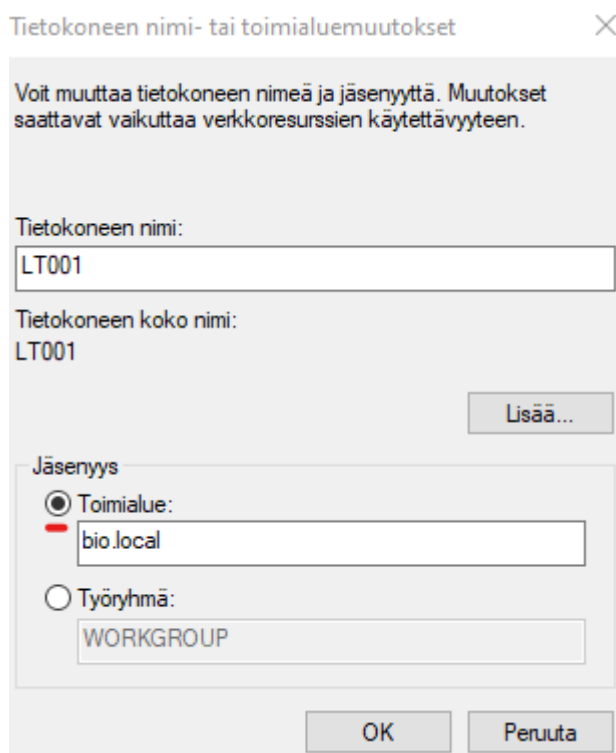 Tietokoneen nimi- tai toimialuemuutokset
Voit muuttaa tietokoneen nimeä ja jäsenyyttä. Muutokset
saattavat vaikuttaa verkkoresurssien käytettävyyteen.
Tietokoneen nimi:
LT001
Tietokoneen koko nimi:
LT001
Lisää...
Jäsenyys
Toimialue:
bio.local
Työryhmä:
WORKGROUP
OK Peruuta